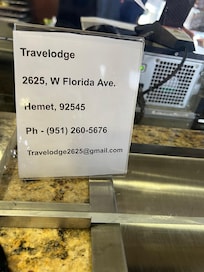 Travelodge
2625, W Florida Ave.
Hemet, 92545
Ph - (951) 260-5676
Travelodge2625@gmail.com